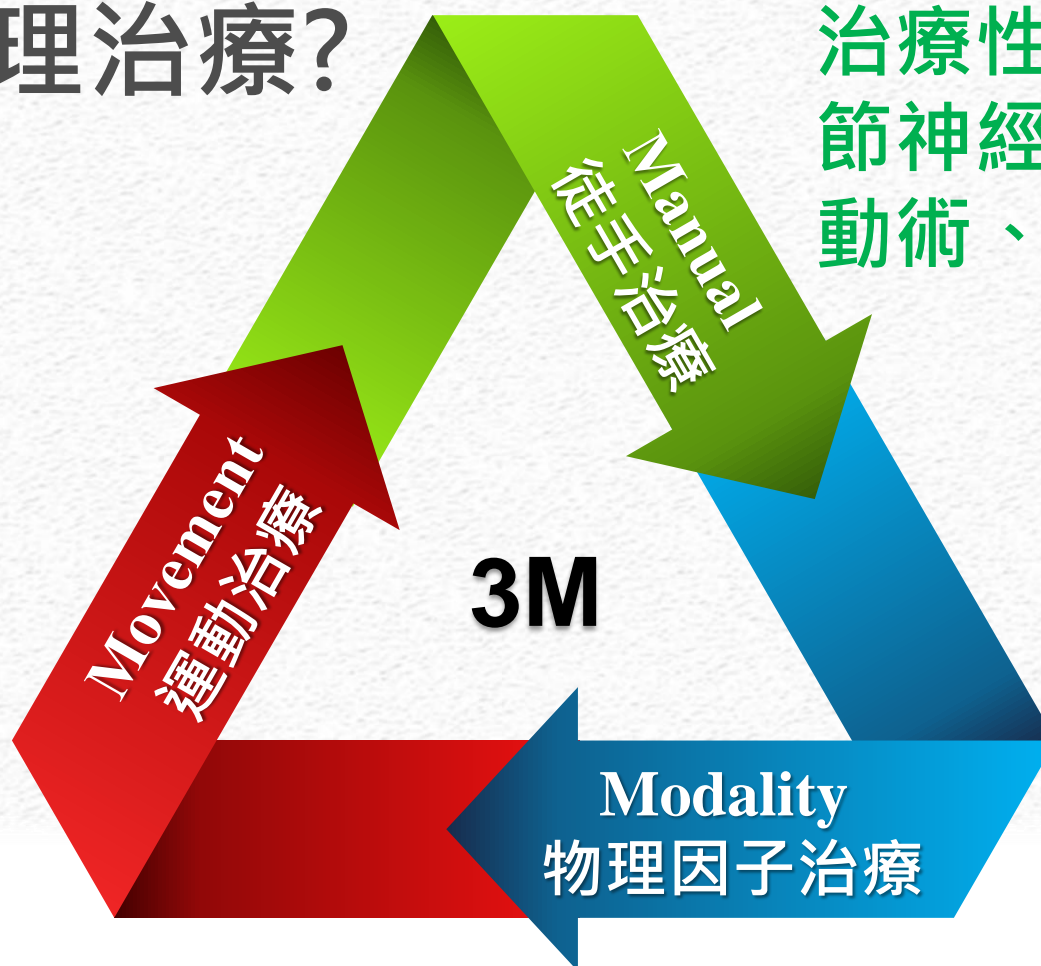 理治療?
治療性
節神經
動術、
Manual
徒手治療
Movement
運動治療
3M
Modality
物理因子治療